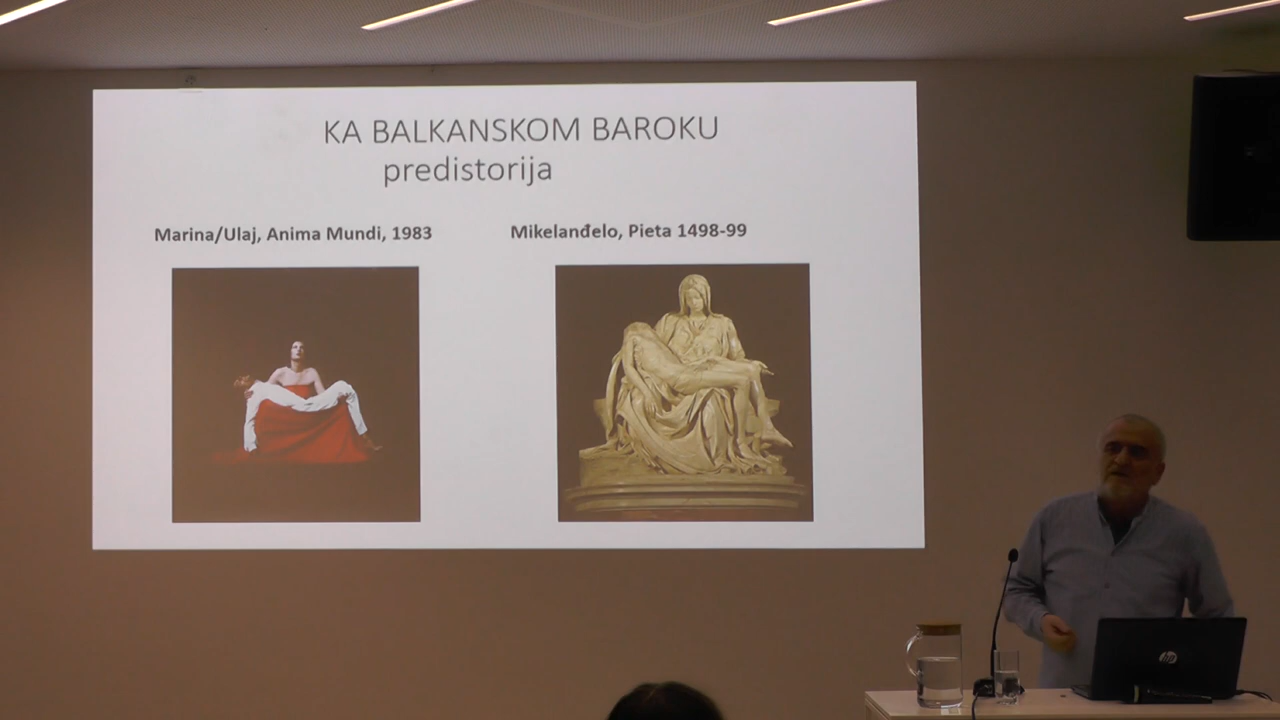 KA BALKANSKOM BAROKU
predistorija
Marina/Ulaj, Anima Mundi, 1983
Mikelanđelo, Pieta 1498-99
hp